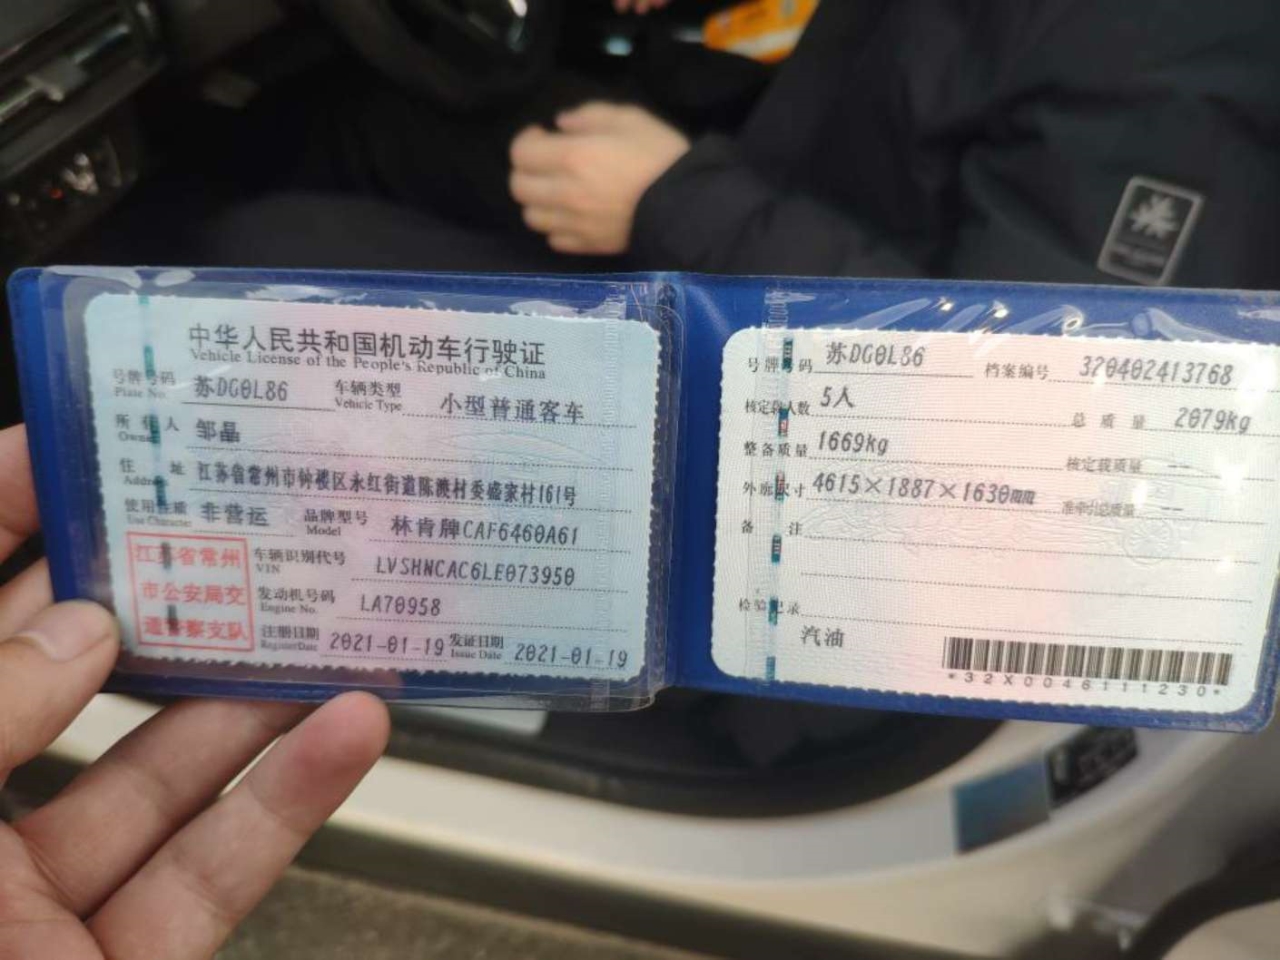 中华人民共和国机动车行驶证
Vehicle License of the People's Republic of China
号牌号码 苏DG0L86 车辆类型 小型普通客车
Plate No. Vehicle Type
所有人 邹晶
Owner
住址 江苏省常州市钟楼区永红街道陈渡村委盛家村161号
Address
使用性质 非营运 品牌型号 林肯牌CAF6460A61
Use Character Model
江苏省常州
市公安局交
通警察支队
车辆识别代号 LVSHNCAC6LE073950
VIN
发动机号码 LA70958
Engine No.
注册日期 2021-01-19 发证日期 2021-01-19
Register Date Issue Date
号牌号码 苏DG0L86 档案编号 320402413768
核定载人数 5人 总质量 2079kg
整备质量 1669kg 核定载质量 --
外廓尺寸 4615×1887×1630mm 准牵引总质量 --
备注
检验记录
汽油
*32X0046111230*